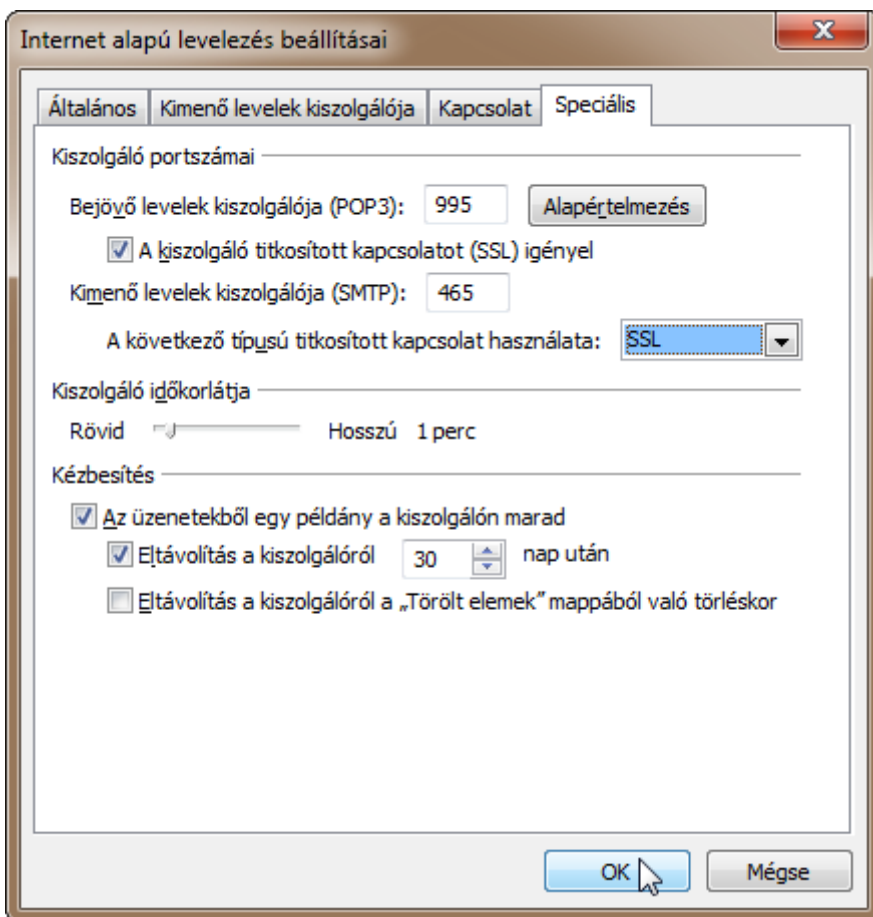 Internet alapú levelezés beállításai
Általános Kimenő levelek kiszolgálója Kapcsolat Speciális
Kiszolgáló portszámai
Bejövő levelek kiszolgálója (POP3): 995 Alapértelmezés
A kiszolgáló titkosított kapcsolatot (SSL) igényel
Kimenő levelek kiszolgálója (SMTP): 465
A következő típusú titkosított kapcsolat használata: SSL
Kiszolgáló időkorlátja
Rövid Hosszú 1 perc
Kézbesítés
Az üzenetekből egy példány a kiszolgálón marad
Eltávolítás a kiszolgálóról 30 nap után
Eltávolítás a kiszolgálóról a „Törölt elemek” mappából való törléskor
OK Mégse